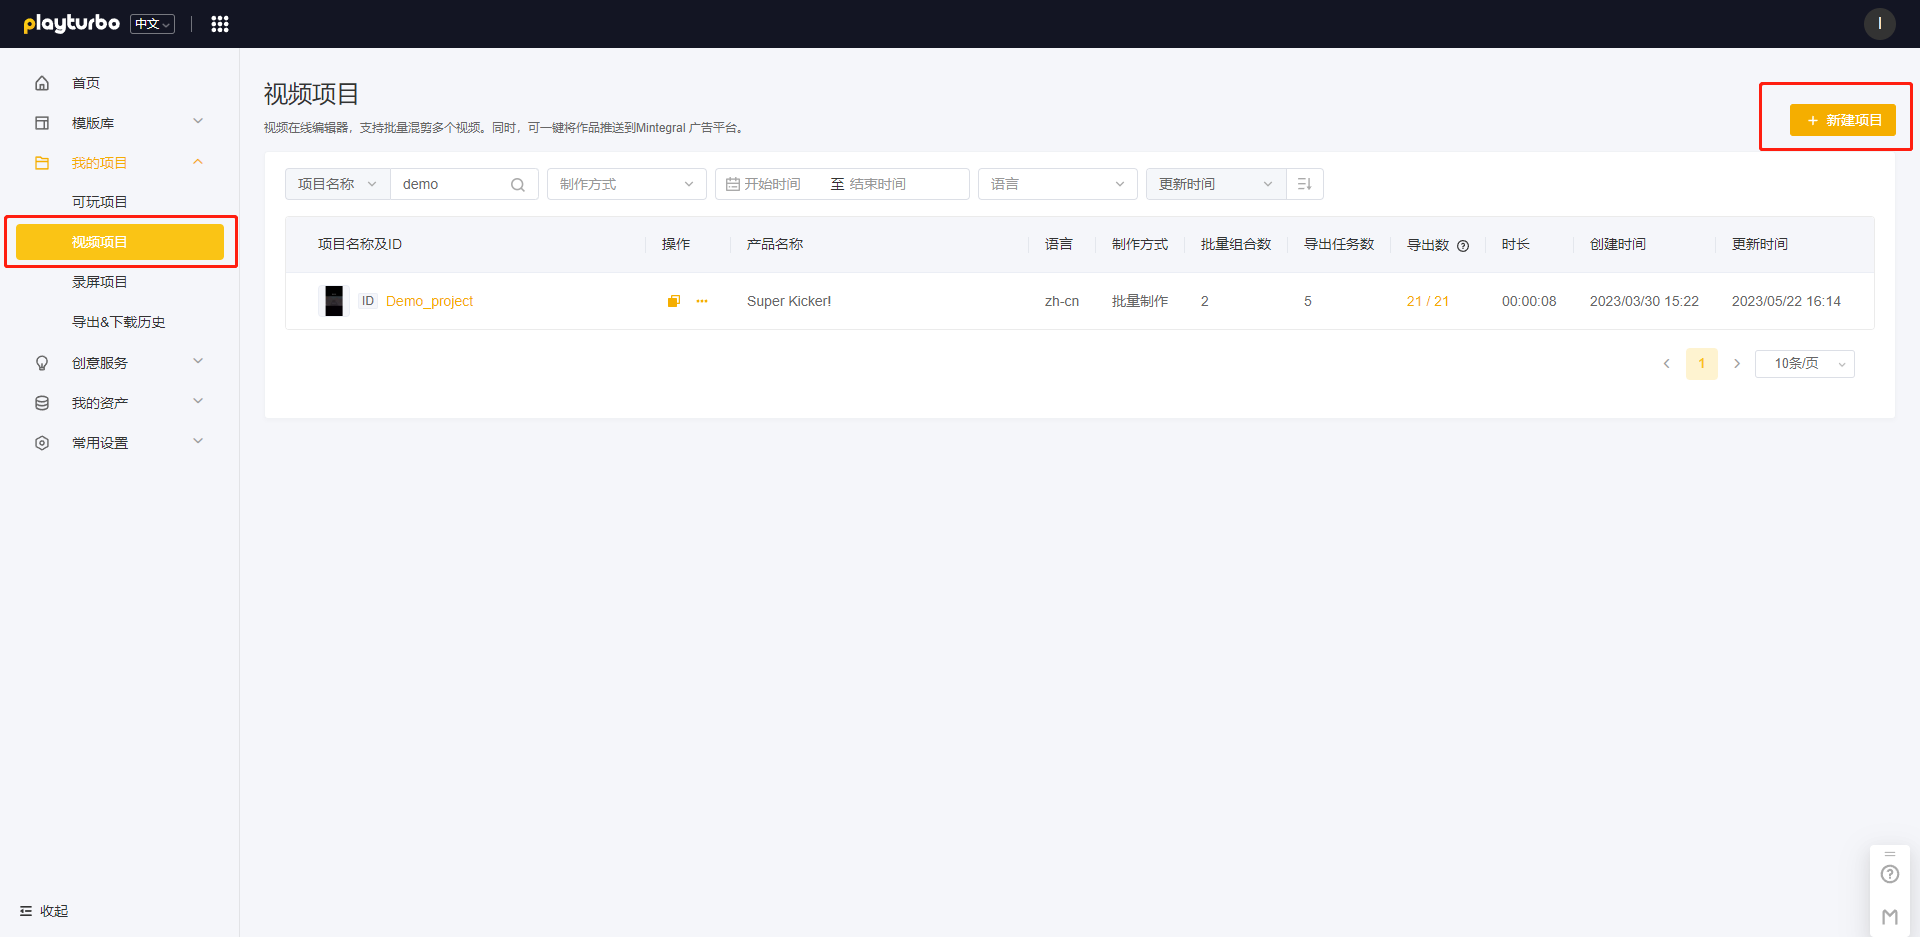 playturbo 中文
I
首页
模版库
我的项目
可玩项目
视频项目
录屏项目
导出&下载历史
创意服务
我的资产
常用设置
收起
视频项目
视频在线编辑器，支持批量混剪多个视频。同时，可一键将作品推送到Mintegral 广告平台。
+ 新建项目
项目名称 demo 制作方式 开始时间 至 结束时间 语言 更新时间
项目名称及ID 操作 产品名称 语言 制作方式 批量组合数 导出任务数 导出数 ? 时长 创建时间 更新时间
ID Demo_project ··· Super Kicker! zh-cn 批量制作 2 5 21 / 21 00:00:08 2023/03/30 15:22 2023/05/22 16:14
< 1 > 10条/页
?
M